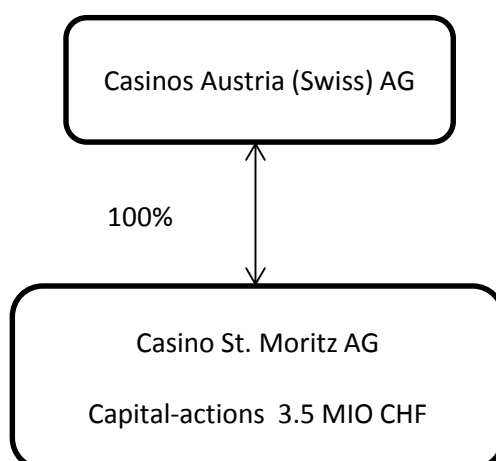 Casinos Austria (Swiss) AG
100%
Casino St. Moritz AG
Capital-actions 3.5 MIO CHF